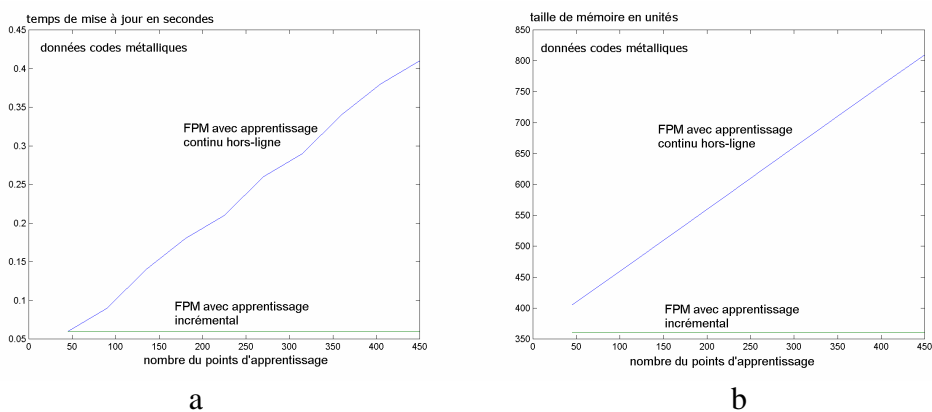 temps de mise à jour en secondes
0.45
données codes métalliques
0.4
0.35
FPM avec apprentissage
continu hors-ligne
0.3
0.25
0.2
0.15
FPM avec apprentissage
incrémental
0.1
0.05
0 50 100 150 200 250 300 350 400 450
nombre du points d'apprentissage
a
taille de mémoire en unités
850
données codes métalliques
800
750
700
FPM avec apprentissage
continu hors-ligne
650
600
550
500
450
400
FPM avec apprentissage
incrémental
350
0 50 100 150 200 250 300 350 400 450
nombre du points d'apprentissage
b